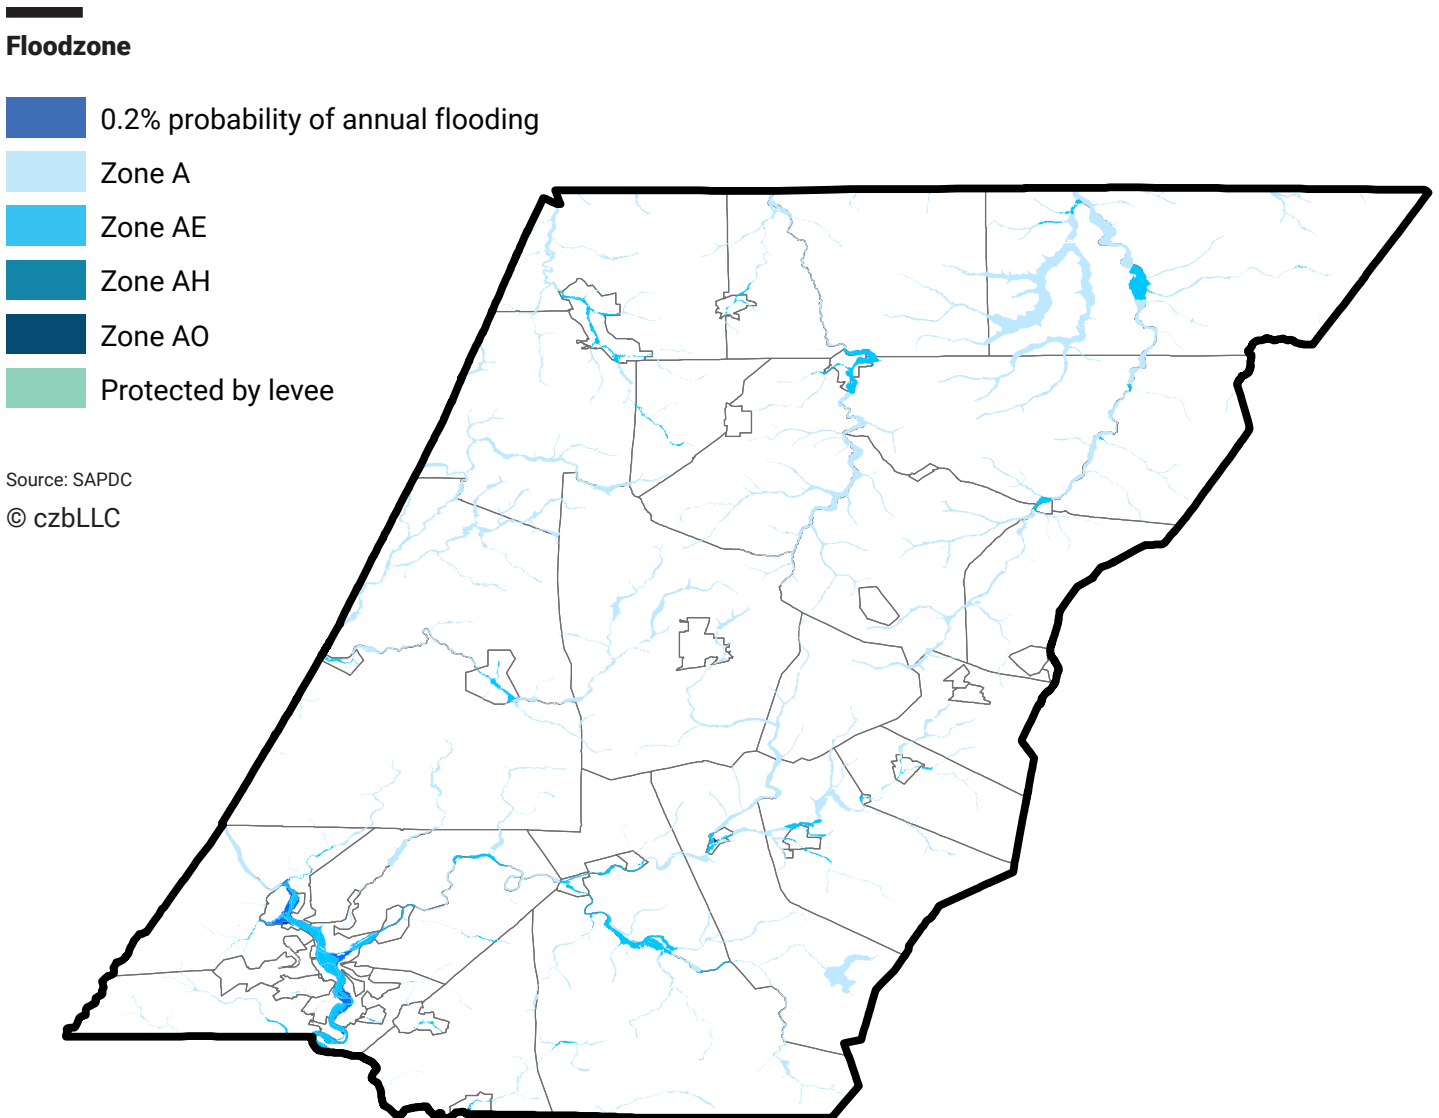 Floodzone
0.2% probability of annual flooding
Zone A
Zone AE
Zone AH
Zone AO
Protected by levee
Source: SAPDC
© czbLLC